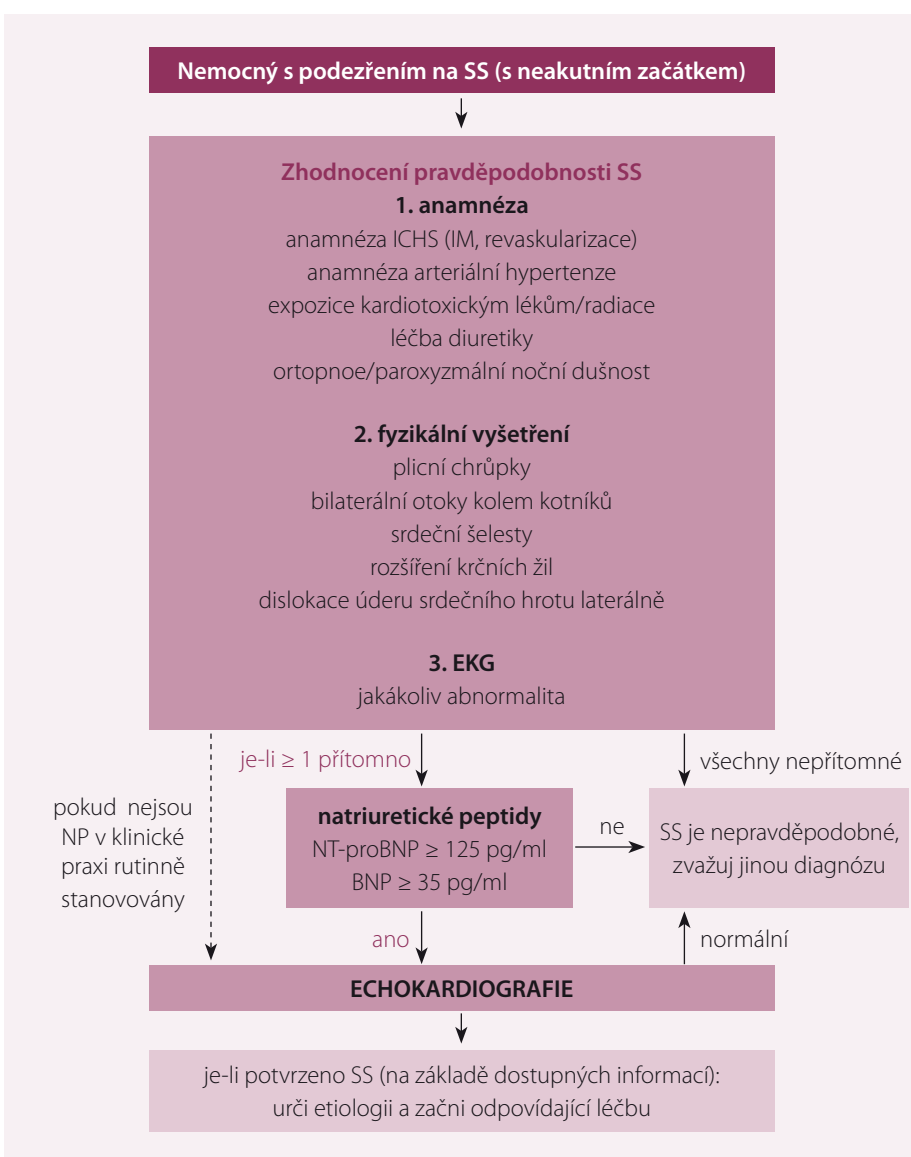 Nemocný s podezřením na SS (s neakutním začátkem)
Zhodnocení pravděpodobnosti SS
1. anamnéza
anamnéza ICHS (IM, revaskularizace)
anamnéza arteriální hypertenze
expozice kardiotoxickým lékům/radiace
léčba diuretiky
ortopnoe/paroxyzmální noční dušnost
2. fyzikální vyšetření
plicní chrůpky
bilaterální otoky kolem kotníků
srdeční šelesty
rozšíření krčních žil
dislokace úderu srdečního hrotu laterálně
3. EKG
jakákoliv abnormalita
je-li ≥ 1 přítomno
všechny nepřítomné
pokud nejsou
NP v klinické
praxi rutinně
stanovovány
natriuretické peptidy
NT-proBNP ≥ 125 pg/ml
BNP ≥ 35 pg/ml
ne
SS je nepravděpodobné,
zvažuj jinou diagnózu
ano
normální
ECHOKARDIOGRAFIE
je-li potvrzeno SS (na základě dostupných informací):
urči etiologii a začni odpovídající léčbu